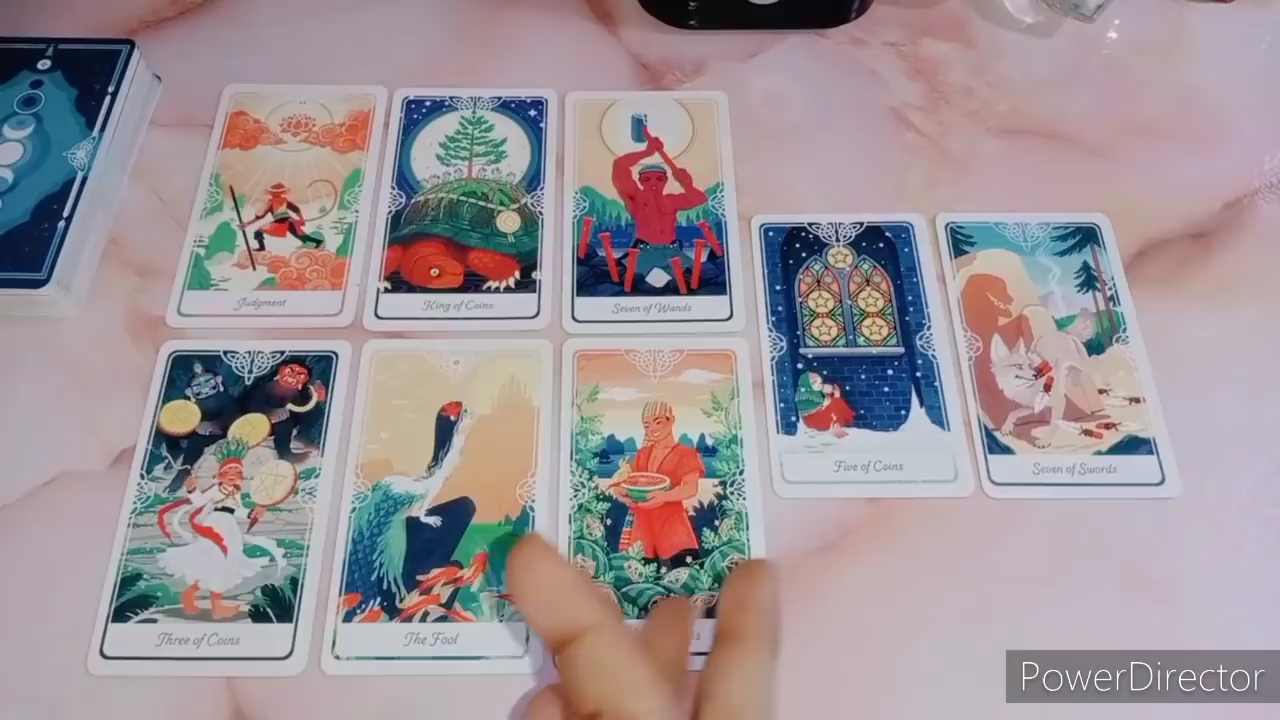 Judgment
King of Coins
Seven of Wands
Five of Coins
Seven of Swords
Three of Coins
The Fool
PowerDirector